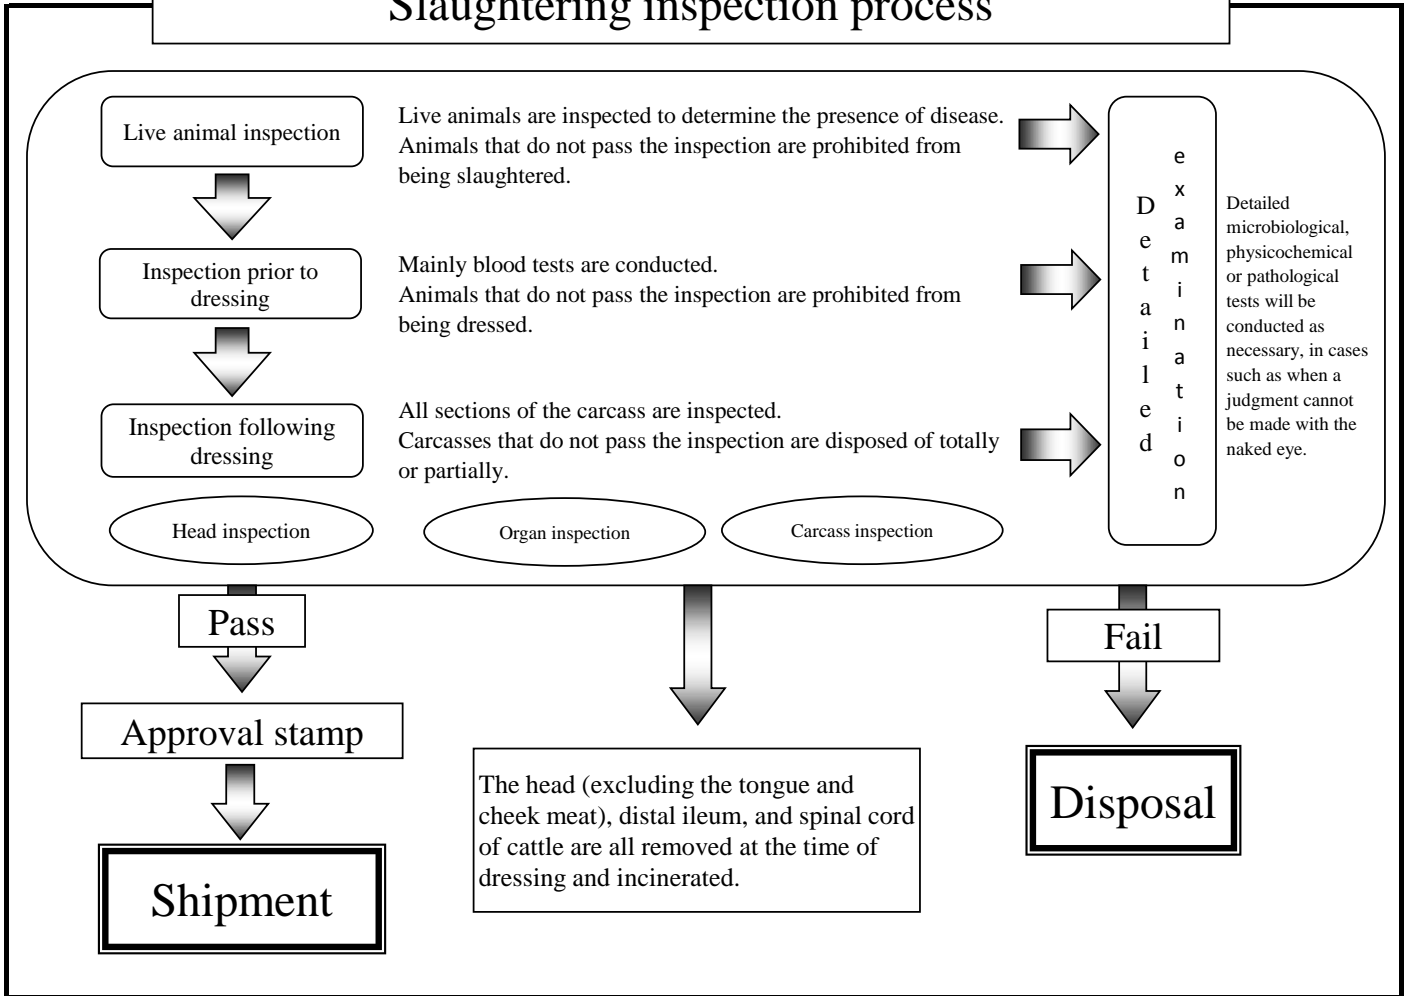 Slaughtering inspection process
Live animal inspection
Live animals are inspected to determine the presence of disease.
Animals that do not pass the inspection are prohibited from
being slaughtered.
Inspection prior to
dressing
Mainly blood tests are conducted.
Animals that do not pass the inspection are prohibited from
being dressed.
Inspection following
dressing
All sections of the carcass are inspected.
Carcasses that do not pass the inspection are disposed of totally
or partially.
Head inspection
Organ inspection
Carcass inspection
Detailed
examination
Detailed
microbiological,
physicochemical
or pathological
tests will be
conducted as
necessary, in cases
such as when a
judgment cannot
be made with the
naked eye.
Pass
Approval stamp
Shipment
The head (excluding the tongue and
cheek meat), distal ileum, and spinal cord
of cattle are all removed at the time of
dressing and incinerated.
Fail
Disposal